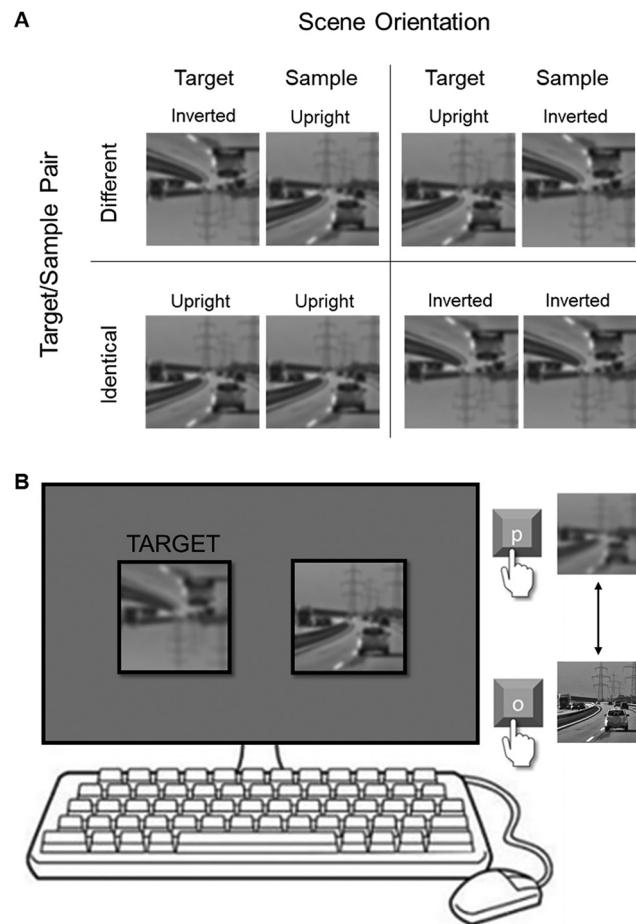 A
Scene Orientation
Target Sample Target Sample
Inverted Upright Upright Inverted
Target/Sample Pair
Different
Upright Upright Inverted Inverted
Identical
B
TARGET
p
o